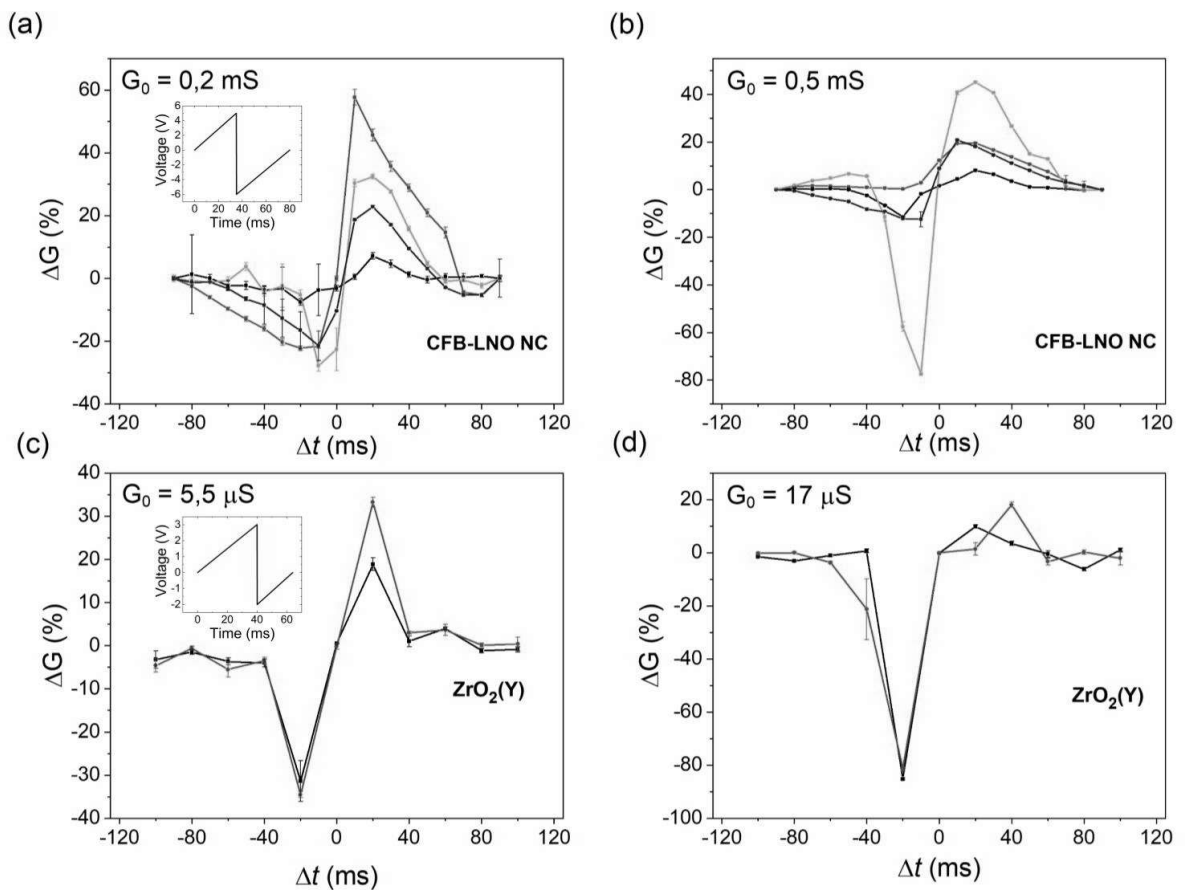 (a)
G₀ = 0,2 mS
60
40
20
0
-20
-40
ΔG (%)
6
4
2
0
-2
-4
-6
Voltage (V)
0 20 40 60 80
Time (ms)
CFB-LNO NC
-120 -80 -40 0 40 80 120
Δt (ms)
(b)
G₀ = 0,5 mS
40
20
0
-20
-40
-60
-80
ΔG (%)
CFB-LNO NC
-120 -80 -40 0 40 80 120
Δt (ms)
(c)
G₀ = 5,5 μS
40
30
20
10
0
-10
-20
-30
-40
ΔG (%)
3
2
1
0
-1
-2
Voltage (V)
0 20 40 60
Time (ms)
ZrO₂(Y)
-120 -80 -40 0 40 80 120
Δt (ms)
(d)
G₀ = 17 μS
20
0
-20
-40
-60
-80
-100
ΔG (%)
ZrO₂(Y)
-120 -80 -40 0 40 80 120
Δt (ms)